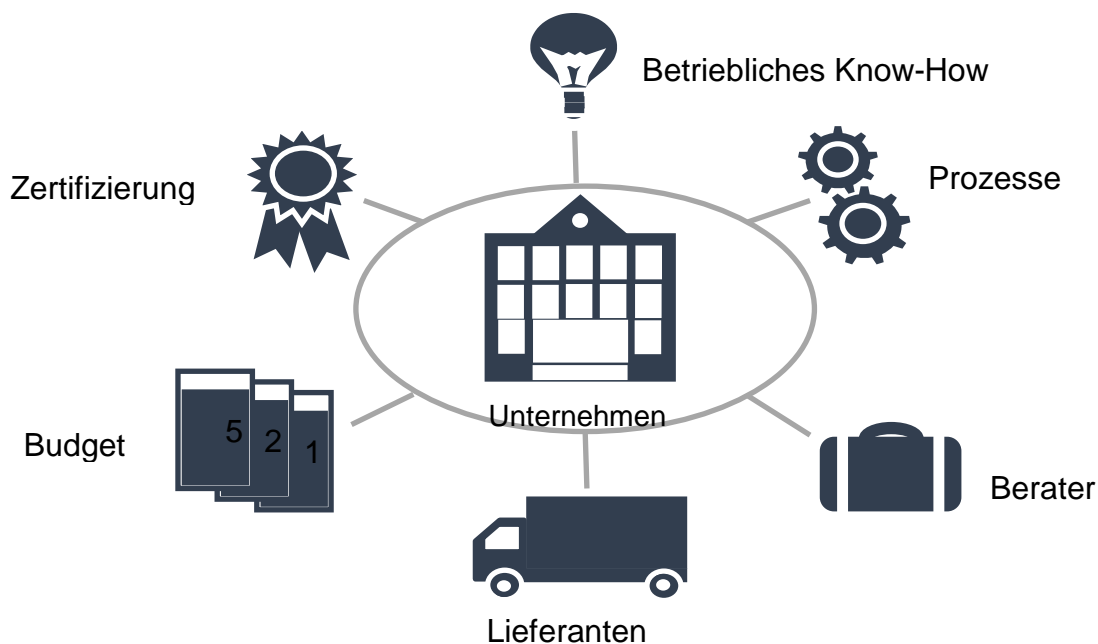 Betriebliches Know-How
Zertifizierung
Prozesse
Unternehmen
Budget
5
2
1
Berater
Lieferanten